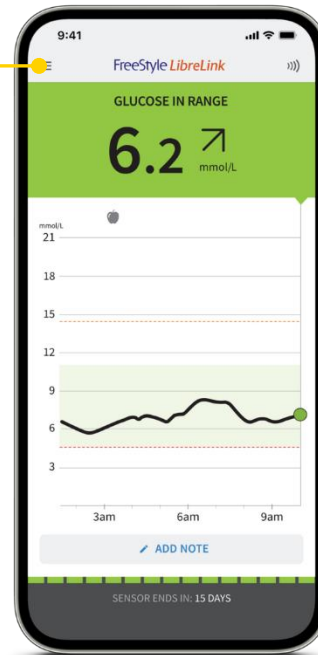 9:41
FreeStyle LibreLink
GLUCOSE IN RANGE
6.2
mmol/L
mmol/L
21
18
15
12
9
6
3
3am 6am 9am
ADD NOTE
SENSOR ENDS IN: 15 DAYS